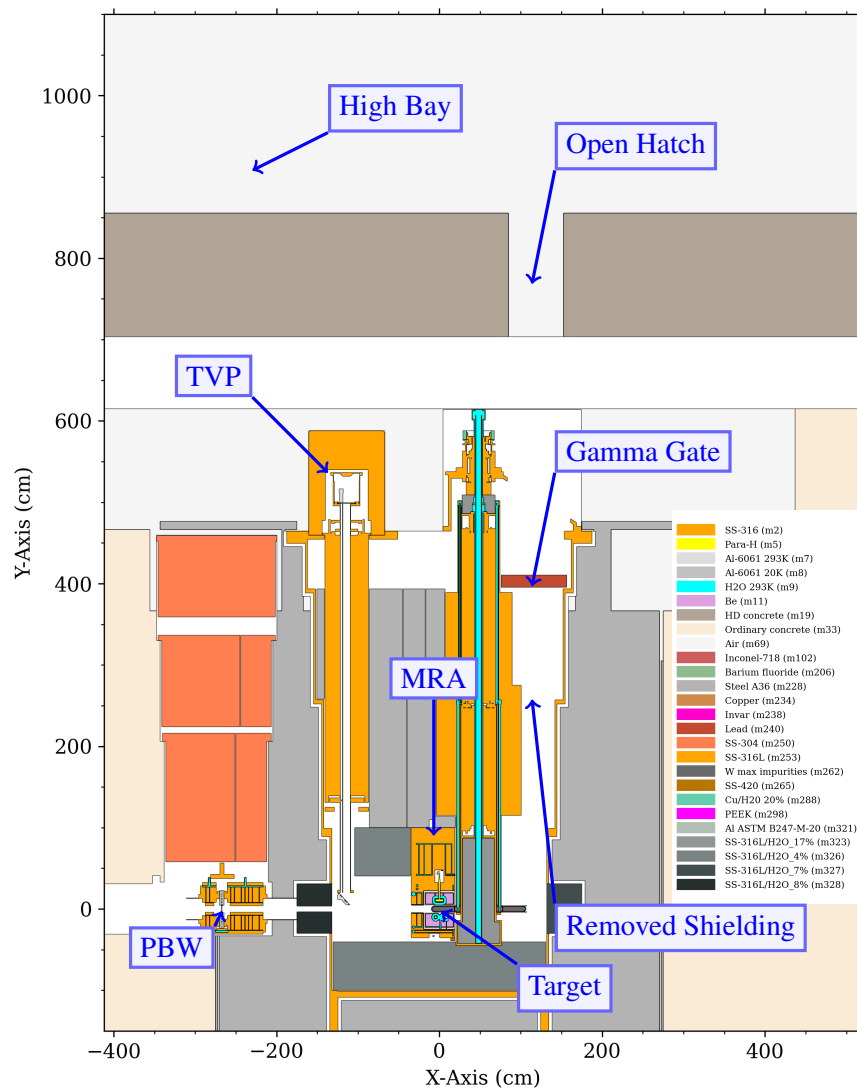 High Bay
Open Hatch
TVP
Gamma Gate
MRA
PBW
Removed Shielding
Target
1000
800
600
400
200
0
Y-Axis (cm)
−400
−200
0
200
400
X-Axis (cm)
SS-316 (m2)
Para-H (m5)
Al-6061 293K (m7)
Al-6061 20K (m8)
H2O 293K (m9)
Be (m11)
HD concrete (m19)
Ordinary concrete (m33)
Air (m69)
Inconel-718 (m102)
Barium fluoride (m206)
Steel A36 (m228)
Copper (m234)
Invar (m238)
Lead (m240)
SS-304 (m250)
SS-316L (m253)
W max impurities (m262)
SS-420 (m265)
Cu/H20 20% (m288)
PEEK (m298)
Al ASTM B247-M-20 (m321)
SS-316L/H2O_17% (m323)
SS-316L/H2O_4% (m326)
SS-316L/H2O_7% (m327)
SS-316L/H2O_8% (m328)